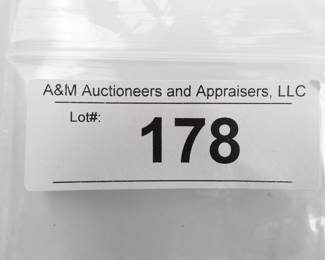 A&M Auctioneers and Appraisers, LLC
Lot#:
178